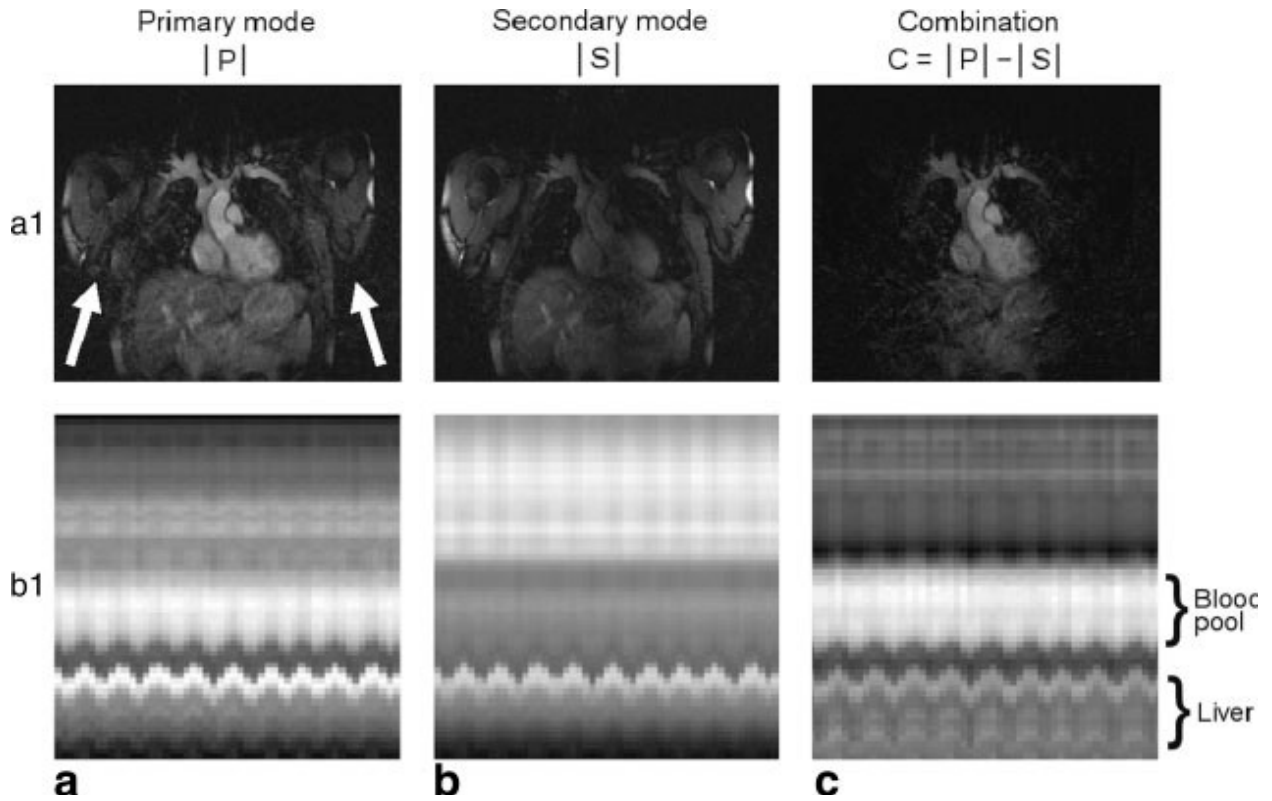 Primary mode
|P|
Secondary mode
|S|
Combination
C = |P| − |S|
a1
b1
Blood
pool
Liver
a
b
c